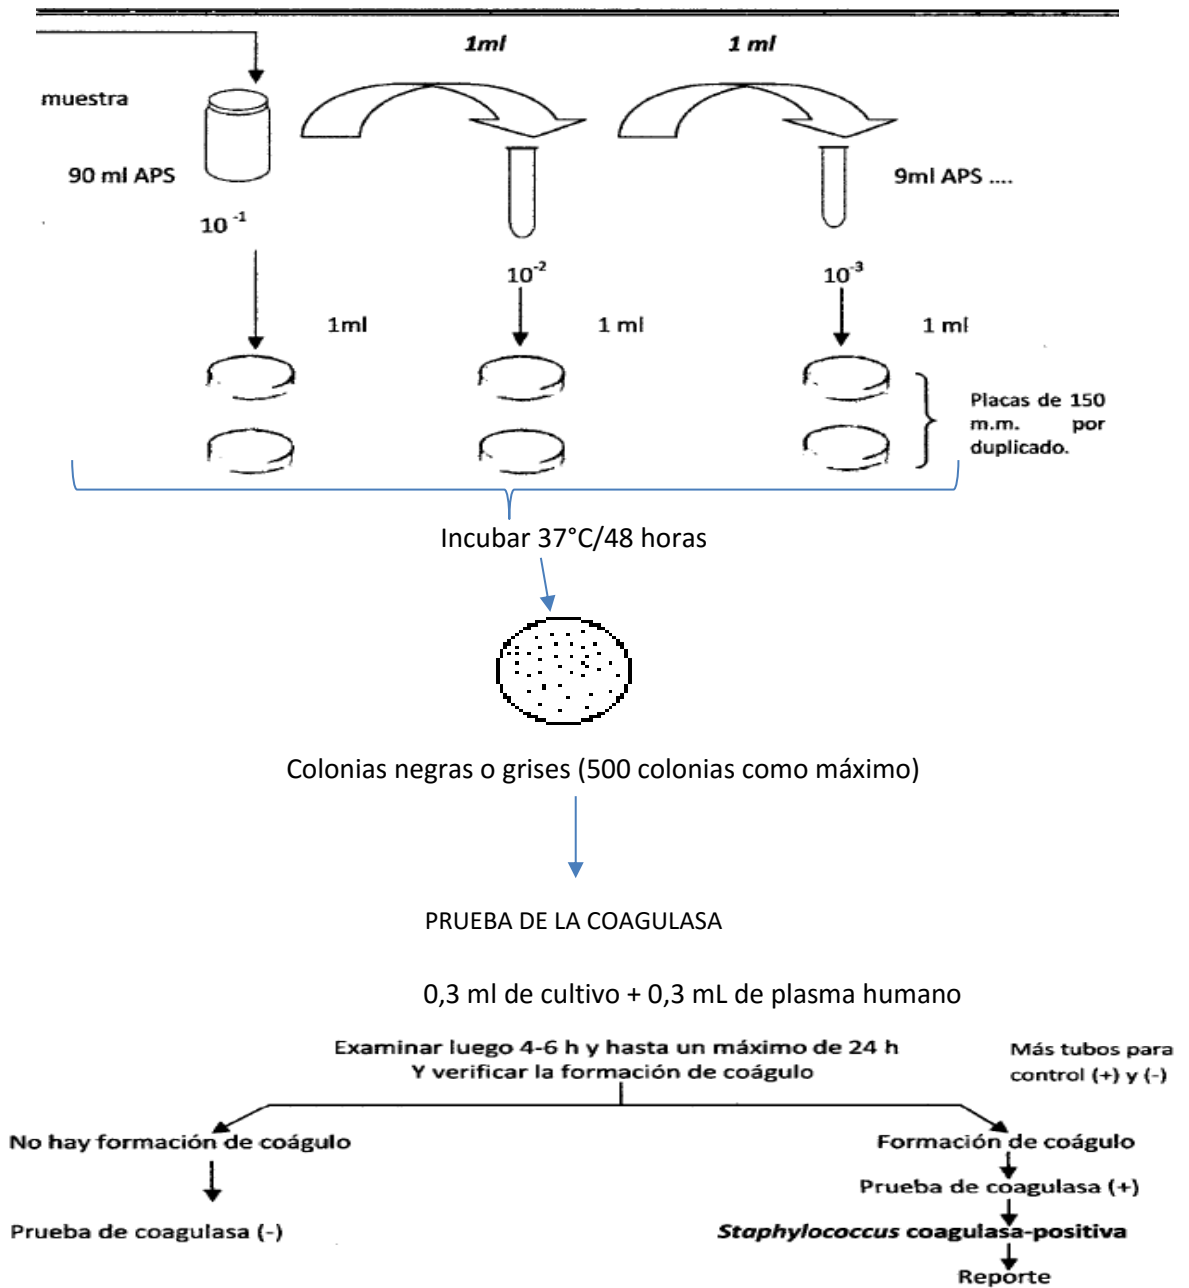 1ml
1 ml
muestra
90 ml APS
9ml APS ....
10 -1
10-2
10-3
1ml
1 ml
1 ml
Placas de 150
m.m. por
duplicado.
Incubar 37°C/48 horas
Colonias negras o grises (500 colonias como máximo)
PRUEBA DE LA COAGULASA
0,3 ml de cultivo + 0,3 mL de plasma humano
Examinar luego 4-6 h y hasta un máximo de 24 h
Y verificar la formación de coágulo
Más tubos para
control (+) y (-)
No hay formación de coágulo
Formación de coágulo
Prueba de coagulasa (+)
Prueba de coagulasa (-)
Staphylococcus coagulasa-positiva
Reporte